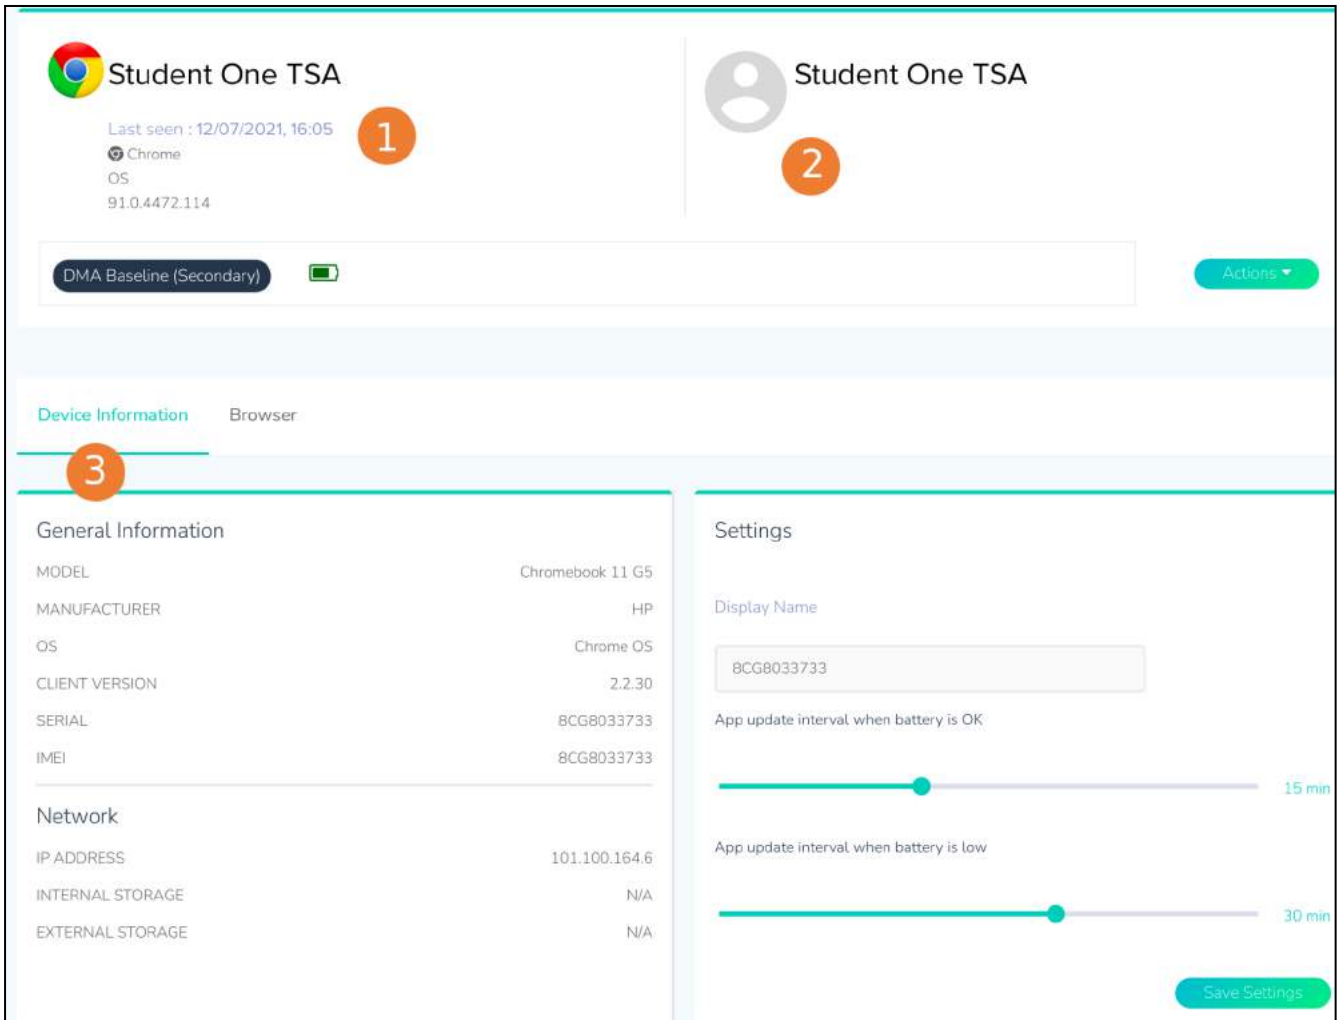 Student One TSA
Last seen : 12/07/2021, 16:05
1
Chrome
OS
91.0.4472.114
Student One TSA
2
DMA Baseline (Secondary)
Actions
Device Information
Browser
3
General Information
MODEL Chromebook 11 G5
MANUFACTURER HP
OS Chrome OS
CLIENT VERSION 2.2.30
SERIAL 8CG8033733
IMEI 8CG8033733
Network
IP ADDRESS 101.100.164.6
INTERNAL STORAGE N/A
EXTERNAL STORAGE N/A
Settings
Display Name
8CG8033733
App update interval when battery is OK
15 min
App update interval when battery is low
30 min
Save Settings